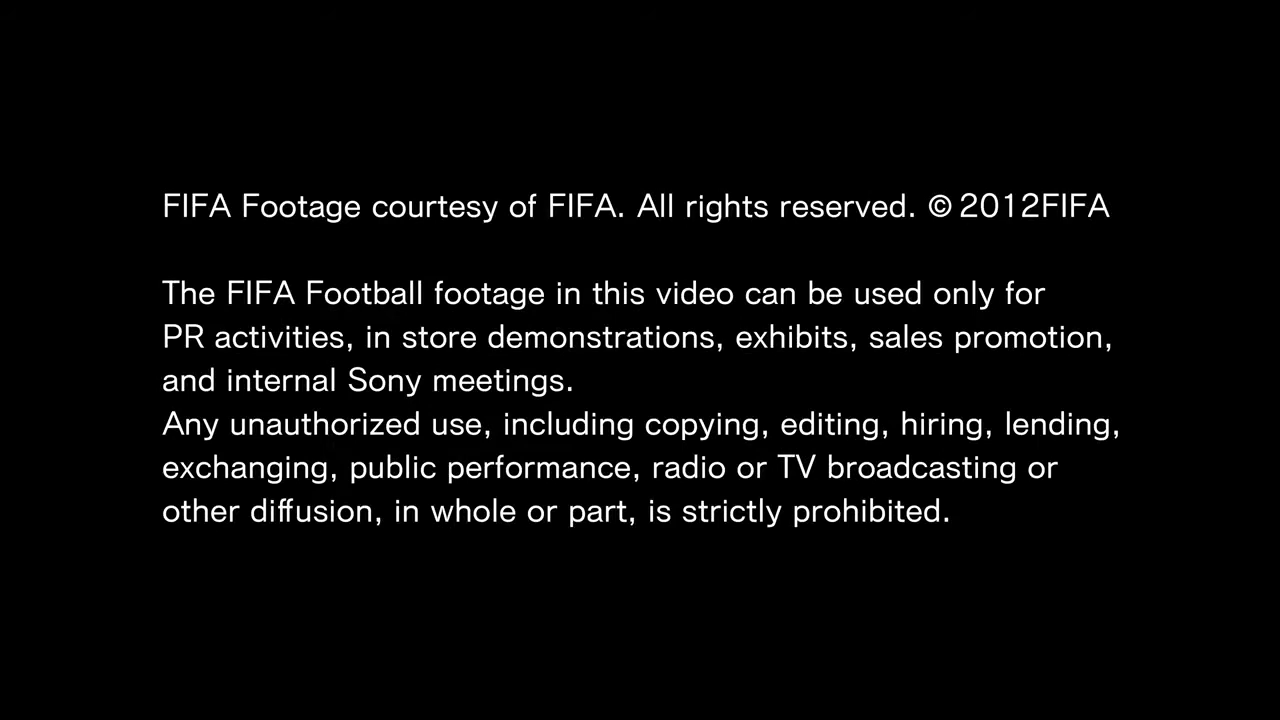 FIFA Footage courtesy of FIFA. All rights reserved. © 2012FIFA
The FIFA Football footage in this video can be used only for
PR activities, in store demonstrations, exhibits, sales promotion,
and internal Sony meetings.
Any unauthorized use, including copying, editing, hiring, lending,
exchanging, public performance, radio or TV broadcasting or
other diffusion, in whole or part, is strictly prohibited.